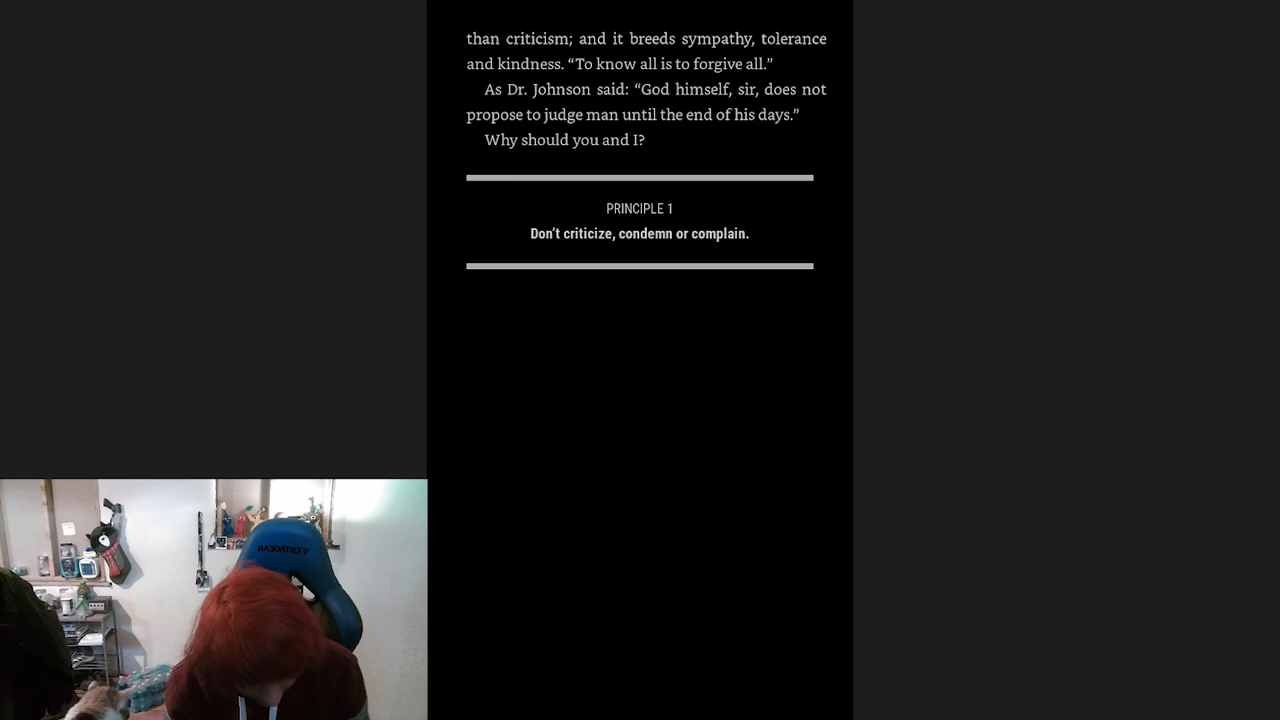 than criticism; and it breeds sympathy, tolerance
and kindness. “To know all is to forgive all.”
As Dr. Johnson said: “God himself, sir, does not
propose to judge man until the end of his days.”
Why should you and I?
PRINCIPLE 1
Don’t criticize, condemn or complain.